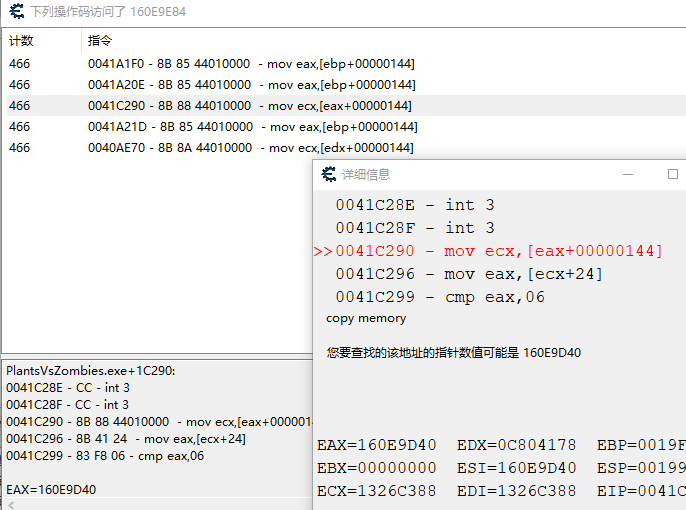 下列操作码访问了 160E9E84
计数 指令
466 0041A1F0 - 8B 85 44010000 - mov eax,[ebp+00000144]
466 0041A20E - 8B 85 44010000 - mov eax,[ebp+00000144]
466 0041C290 - 8B 88 44010000 - mov ecx,[eax+00000144]
466 0041A21D - 8B 85 44010000 - mov eax,[ebp+00000144]
466 0040AE70 - 8B 8A 44010000 - mov ecx,[edx+00000144]
详细信息
0041C28E - int 3
0041C28F - int 3
>>0041C290 - mov ecx,[eax+00000144]
0041C296 - mov eax,[ecx+24]
0041C299 - cmp eax,06
copy memory
您要查找的该地址的指针数值可能是 160E9D40
EAX=160E9D40 EDX=0C804178 EBP=0019F
EBX=00000000 ESI=160E9D40 ESP=00199
ECX=1326C388 EDI=1326C388 EIP=0041C
PlantsVsZombies.exe+1C290:
0041C28E - CC - int 3
0041C28F - CC - int 3
0041C290 - 8B 88 44010000 - mov ecx,[eax+000001
0041C296 - 8B 41 24 - mov eax,[ecx+24]
0041C299 - 83 F8 06 - cmp eax,06
EAX=160E9D40